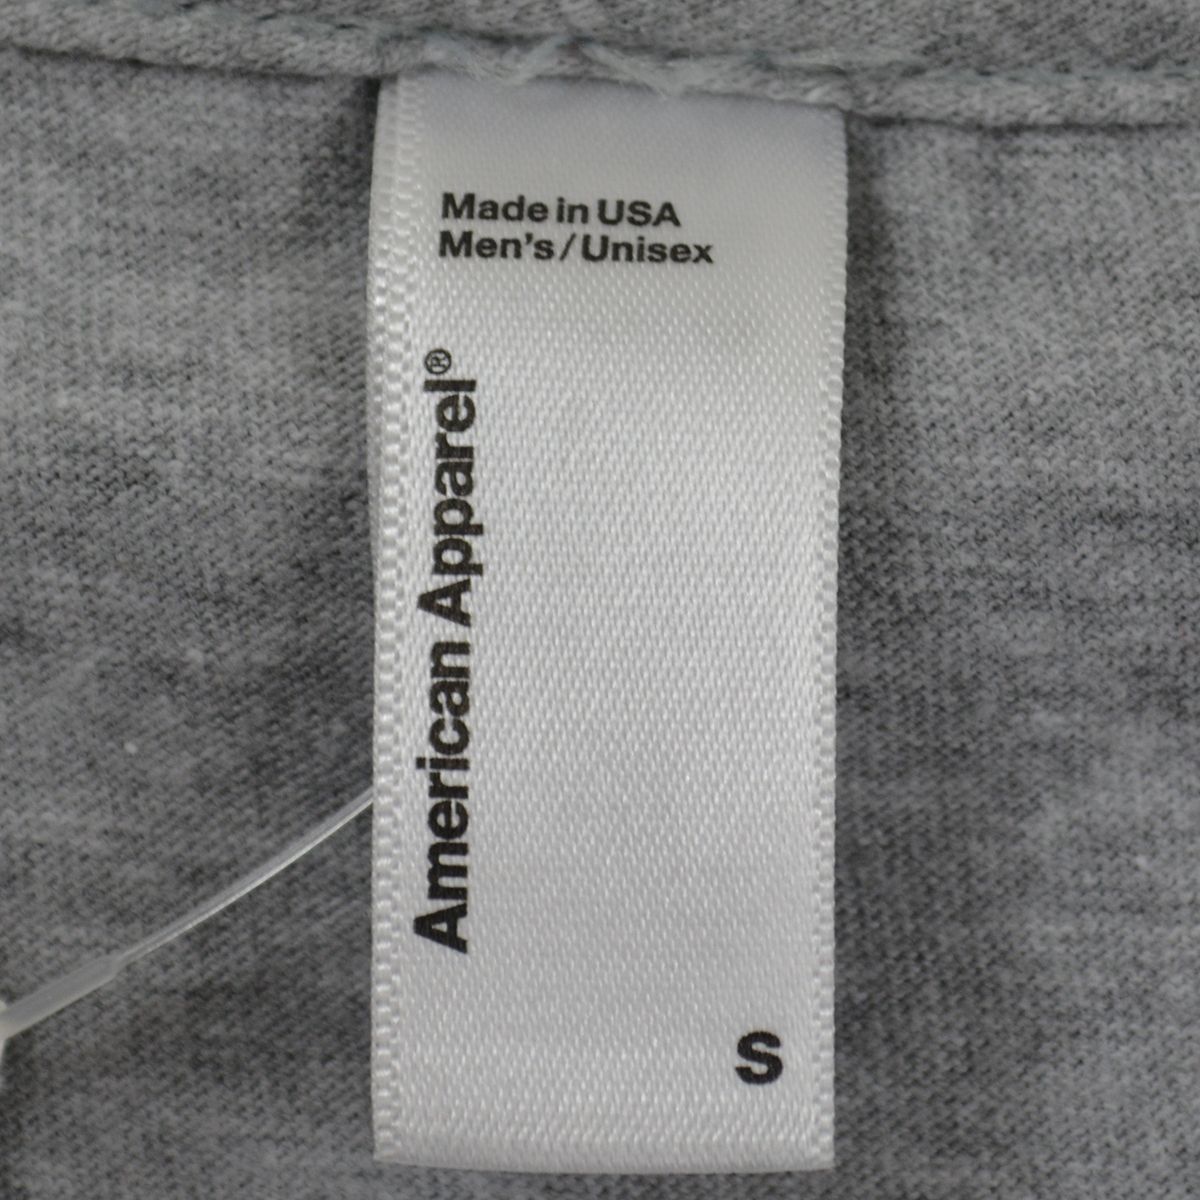 Made in USA
Men's/Unisex
American Apparel®
S